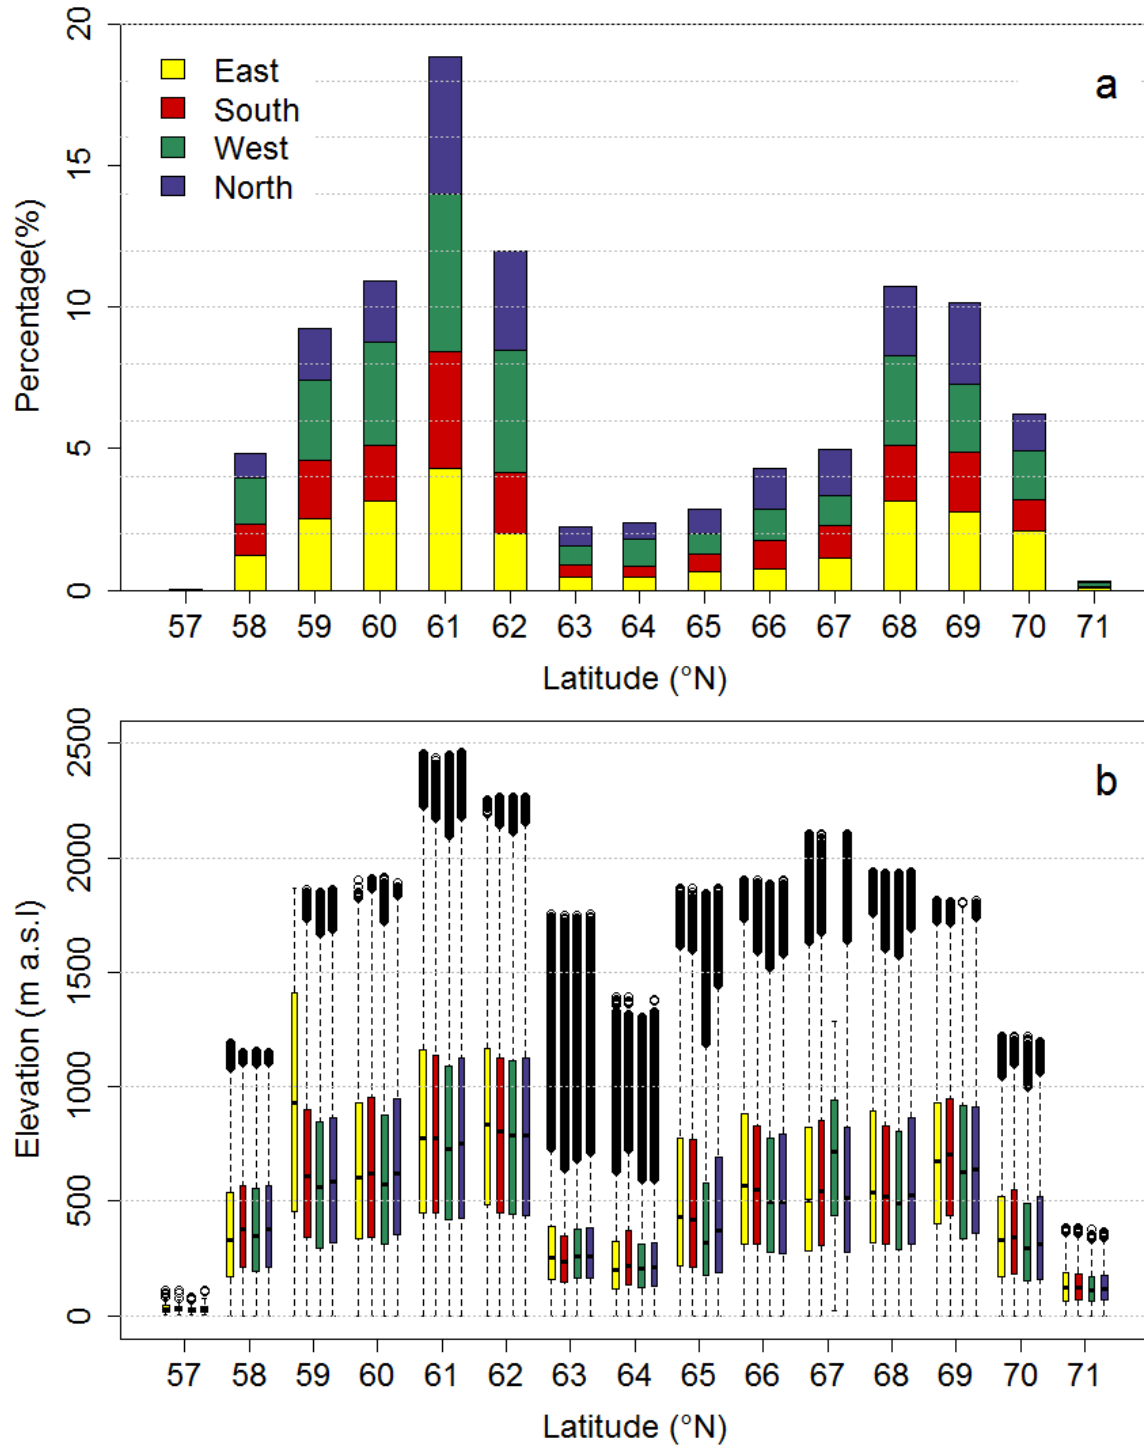 a
East
South
West
North
20
15
10
5
0
Percentage(%)
57 58 59 60 61 62 63 64 65 66 67 68 69 70 71
Latitude (°N)
b
2500
2000
1500
1000
500
0
Elevation (m a.s.l)
57 58 59 60 61 62 63 64 65 66 67 68 69 70 71
Latitude (°N)